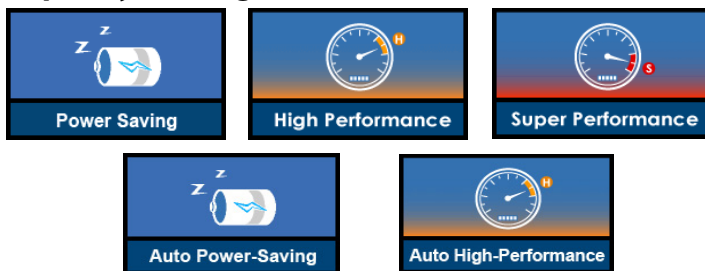 z
z
Power Saving
H
High Performance
S
Super Performance
z
z
Auto Power-Saving
H
Auto High-Performance